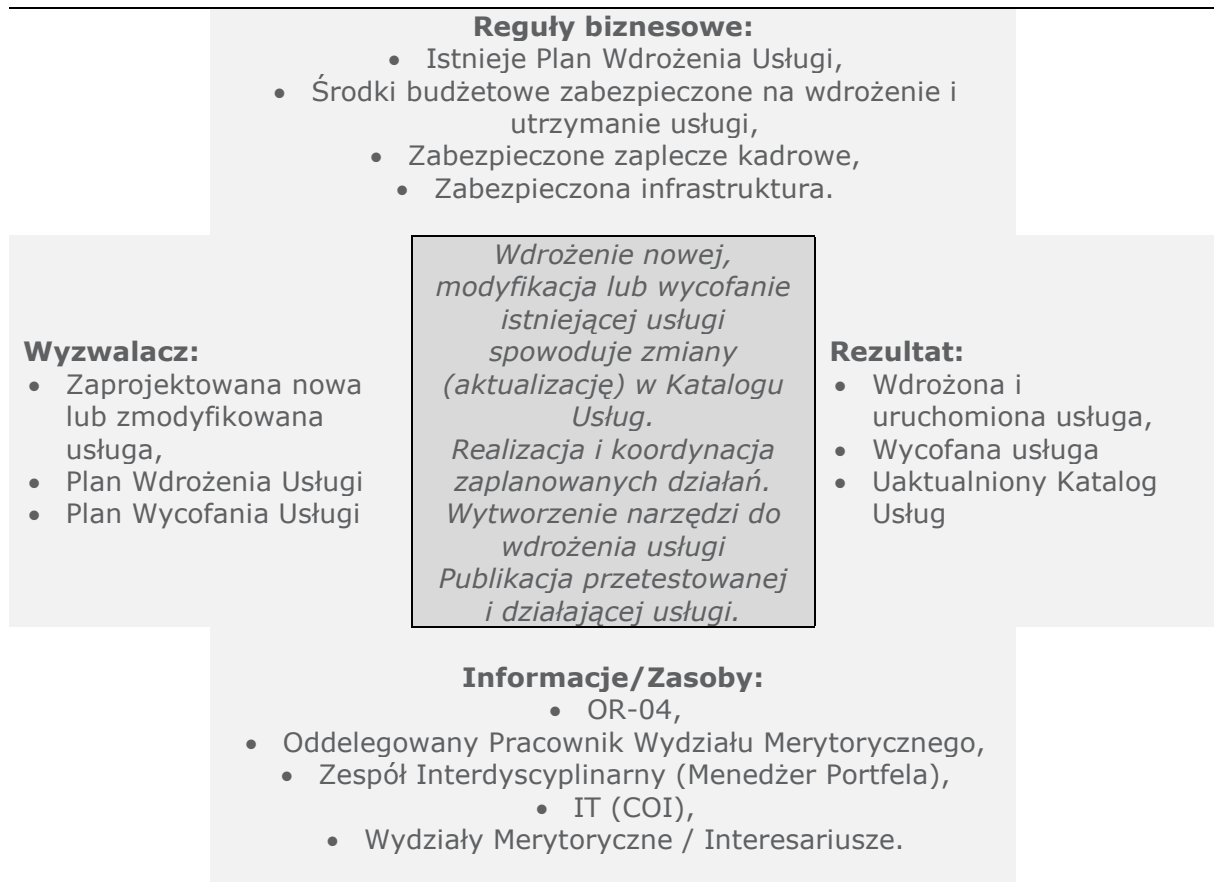 Reguły biznesowe:
• Istnieje Plan Wdrożenia Usługi,
• Środki budżetowe zabezpieczone na wdrożenie i
utrzymanie usługi,
• Zabezpieczone zaplecze kadrowe,
• Zabezpieczona infrastruktura.
Wyzwalacz:
• Zaprojektowana nowa
lub zmodyfikowana
usługa,
• Plan Wdrożenia Usługi
• Plan Wycofania Usługi
Wdrożenie nowej,
modyfikacja lub wycofanie
istniejącej usługi
spowoduje zmiany
(aktualizację) w Katalogu
Usług.
Realizacja i koordynacja
zaplanowanych działań.
Wytworzenie narzędzi do
wdrożenia usługi
Publikacja przetestowanej
i działającej usługi.
Rezultat:
• Wdrożona i
uruchomiona usługa,
• Wycofana usługa
• Uaktualniony Katalog
Usług
Informacje/Zasoby:
• OR-04,
• Oddelegowany Pracownik Wydziału Merytorycznego,
• Zespół Interdyscyplinarny (Menedżer Portfela),
• IT (COI),
• Wydziały Merytoryczne / Interesariusze.